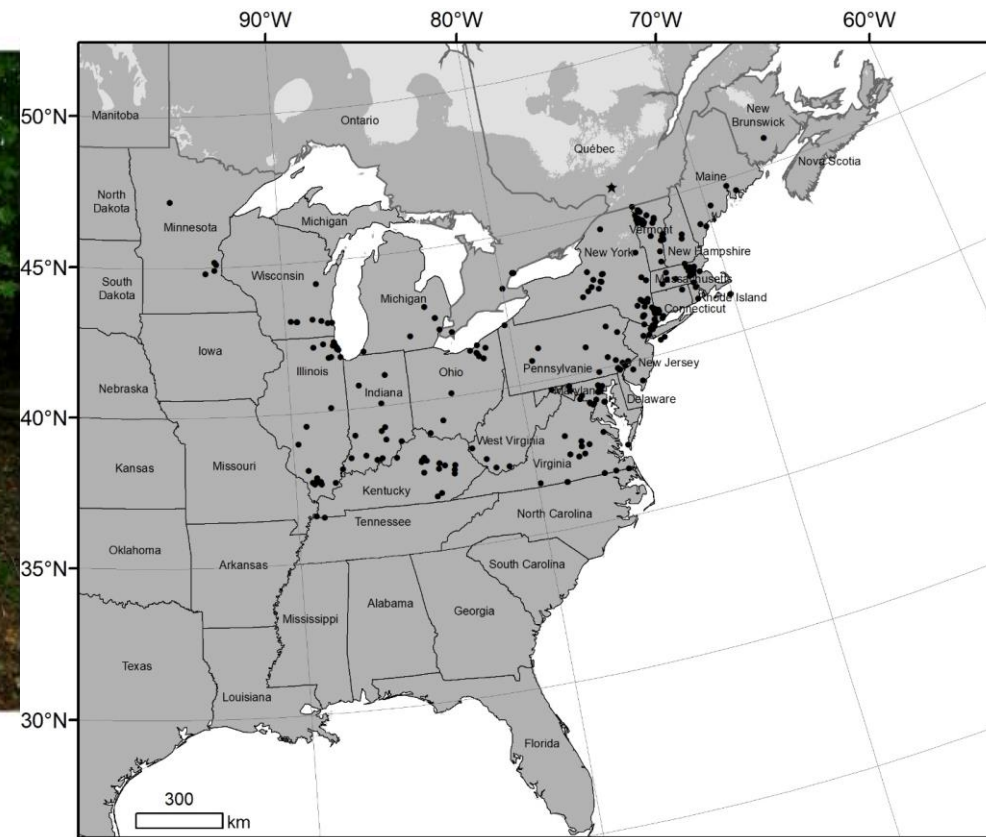 90°W
80°W
70°W
60°W
50°N
45°N
40°N
35°N
30°N
Manitoba
Ontario
Québec
New
Brunswick
Nova Scotia
Maine
North
Dakota
Minnesota
Michigan
Vermont
New York
New Hampshire
Massachusetts
Rhode Island
Connecticut
South
Dakota
Wisconsin
Michigan
Iowa
Nebraska
Illinois
Indiana
Ohio
Pennsylvanie
New Jersey
Maryland
Delaware
Kansas
Missouri
West Virginia
Virginia
Kentucky
Tennessee
North Carolina
Oklahoma
Arkansas
South Carolina
Mississippi
Alabama
Georgia
Texas
Louisiana
Florida
300
km